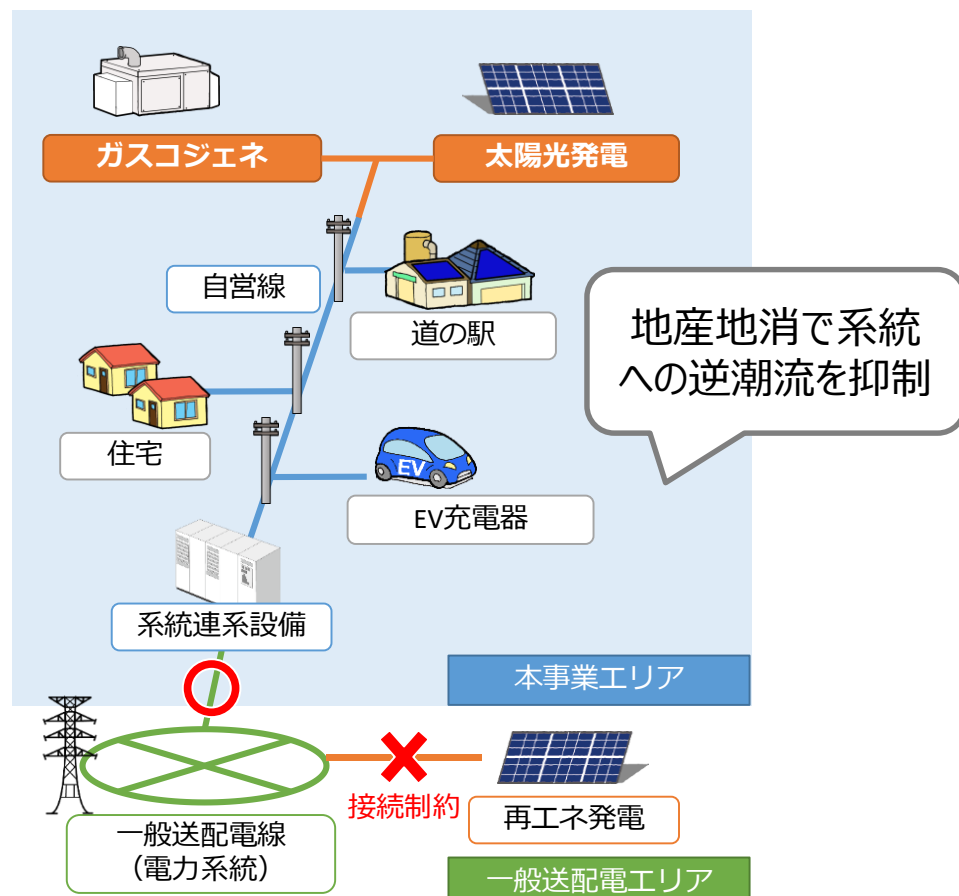 ガスコジェネ
太陽光発電
自営線
道の駅
地産地消で系統
への逆潮流を抑制
住宅
EV
EV充電器
系統連系設備
本事業エリア
接続制約
再エネ発電
一般送配電線
（電力系統）
一般送配電エリア